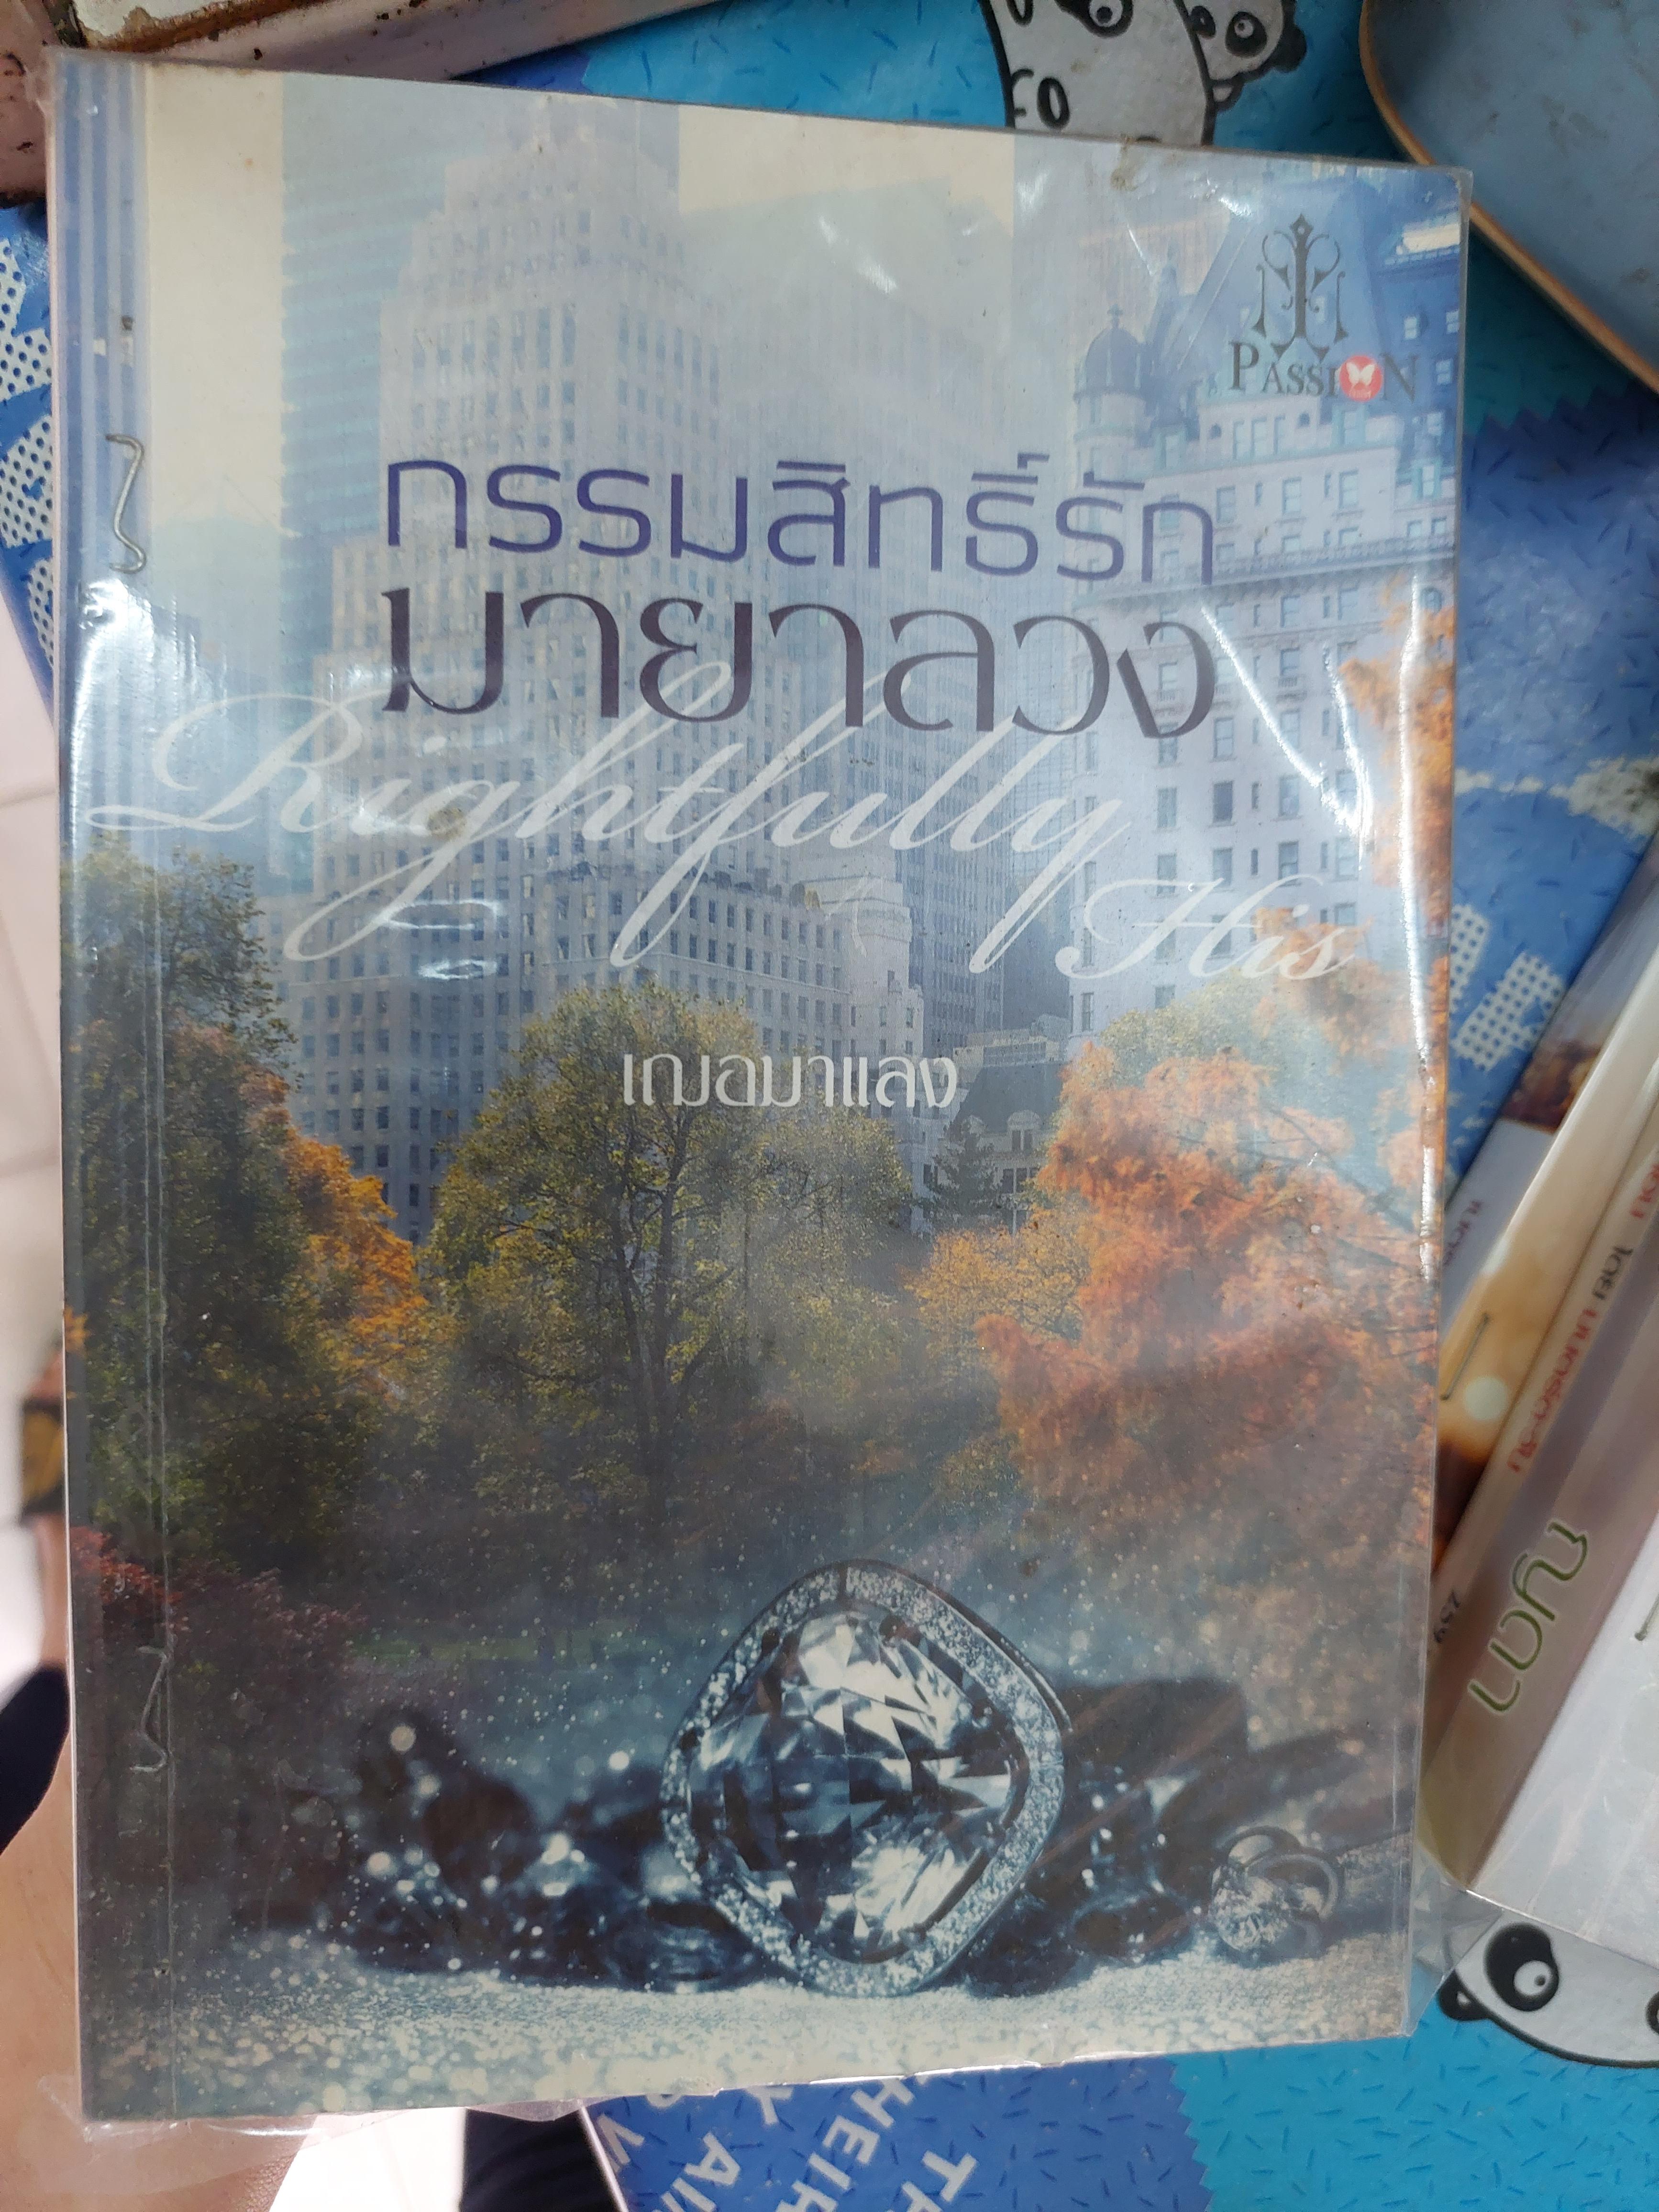 PASSION
กรรมสิทธิ์รัก
มายาลวง
Rightfully
His
เฌอมาแลง